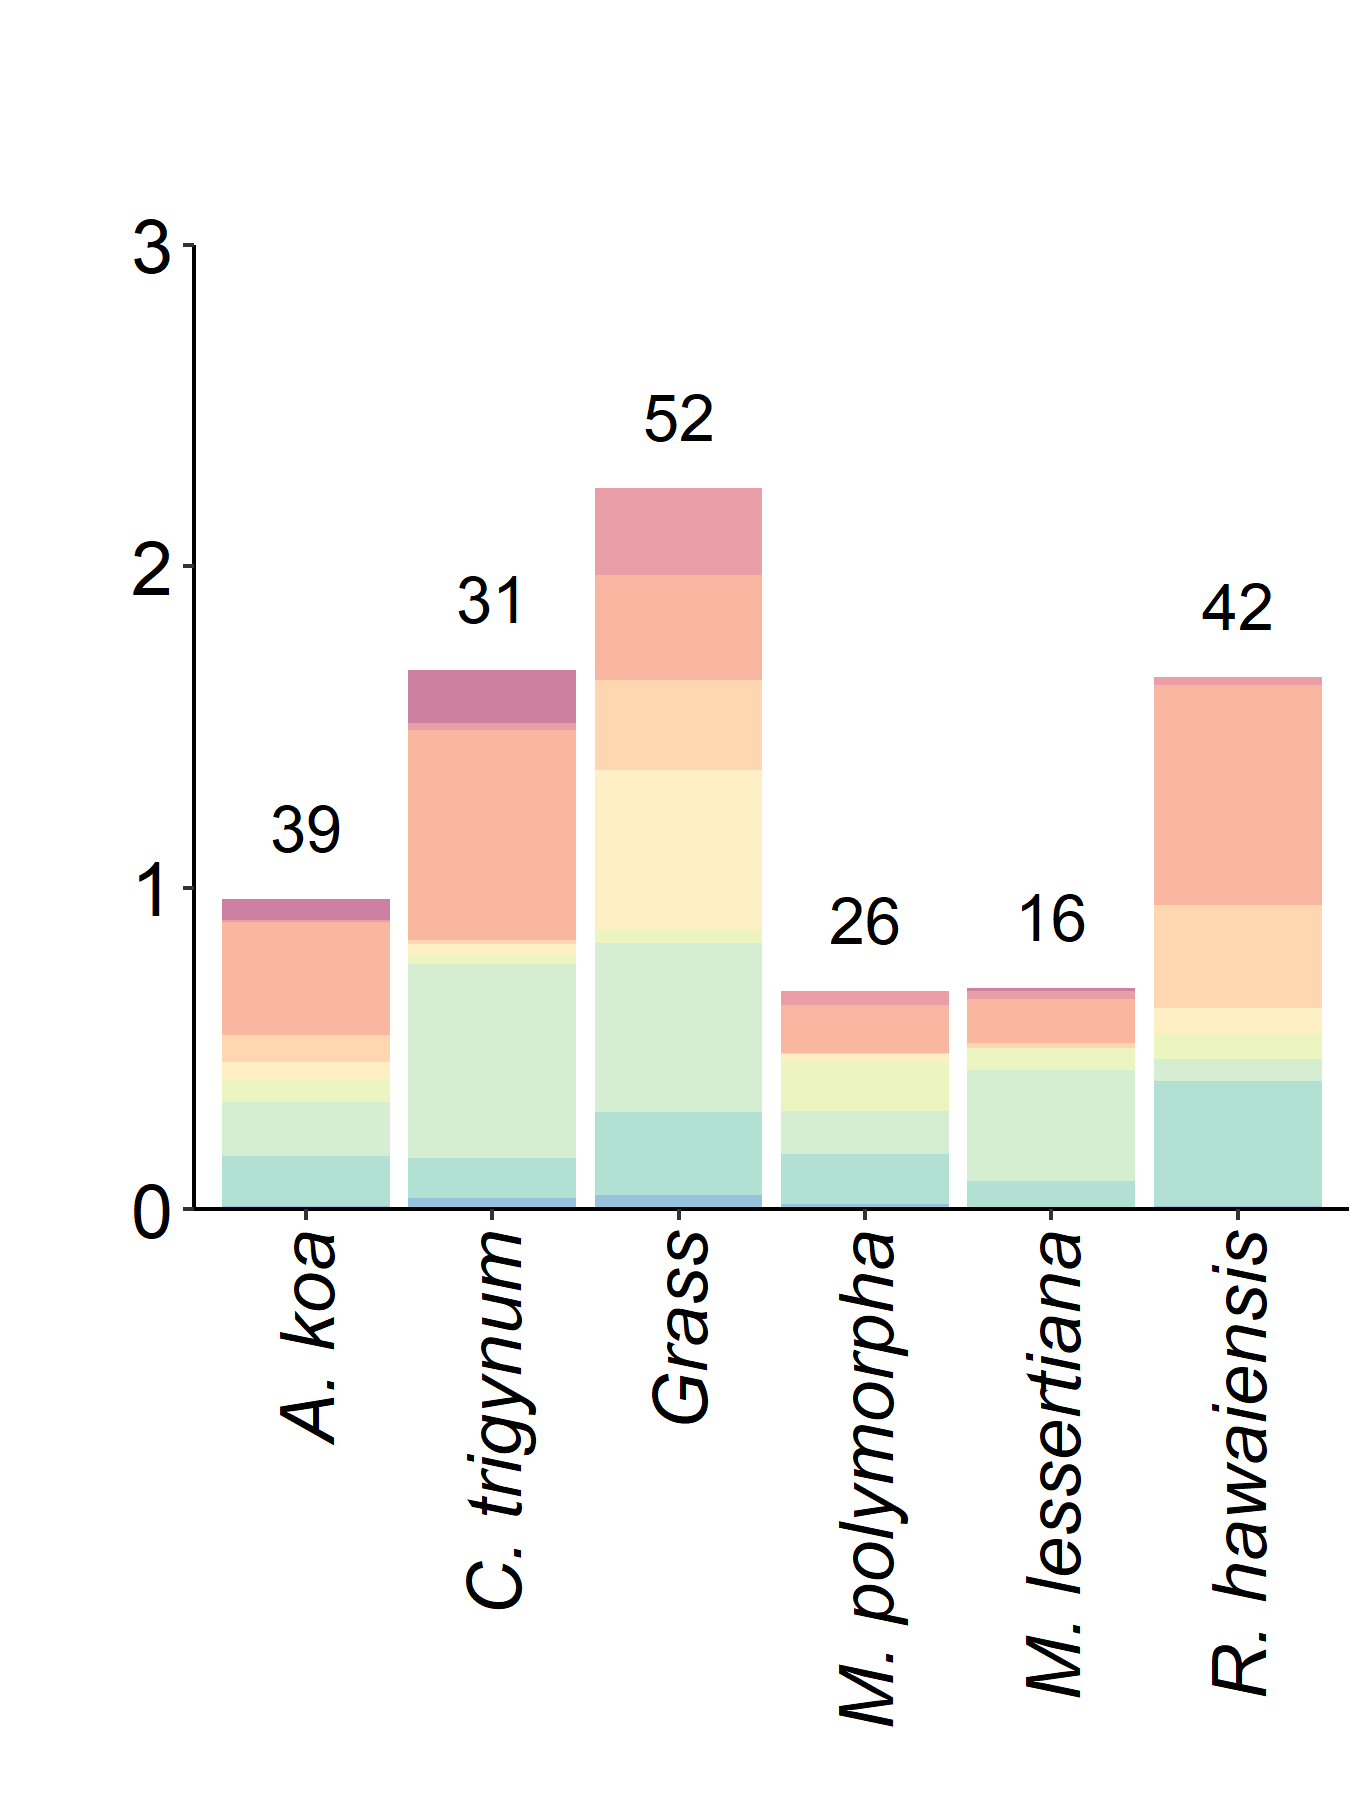 3
2
1
0
39
31
52
26
16
42
A. koa
C. trigynum
Grass
M. polymorpha
M. lessertiana
R. hawaiensis